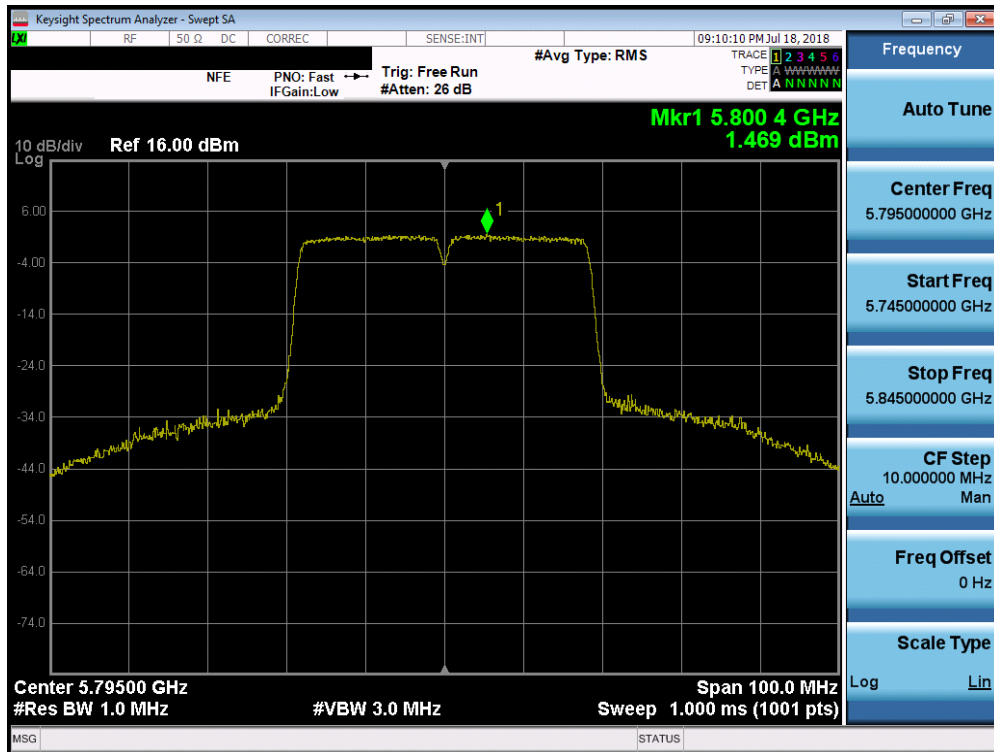 Keysight Spectrum Analyzer - Swept SA
LXI RF 50 Ω DC CORREC SENSE:INT 09:10:10 PM Jul 18, 2018
NFE PNO: Fast Trig: Free Run #Avg Type: RMS TRACE 1 2 3 4 5 6
IFGain:Low #Atten: 26 dB TYPE A WWWWW
DET A N N N N N
Mkr1 5.800 4 GHz
1.469 dBm
10 dB/div Ref 16.00 dBm
Log
6.00
-4.00
-14.0
-24.0
-34.0
-44.0
-54.0
-64.0
-74.0
1
Center 5.79500 GHz Span 100.0 MHz
#Res BW 1.0 MHz #VBW 3.0 MHz Sweep 1.000 ms (1001 pts)
MSG STATUS
Frequency
Auto Tune
Center Freq
5.795000000 GHz
Start Freq
5.745000000 GHz
Stop Freq
5.845000000 GHz
CF Step
10.000000 MHz
Auto Man
Freq Offset
0 Hz
Scale Type
Log Lin